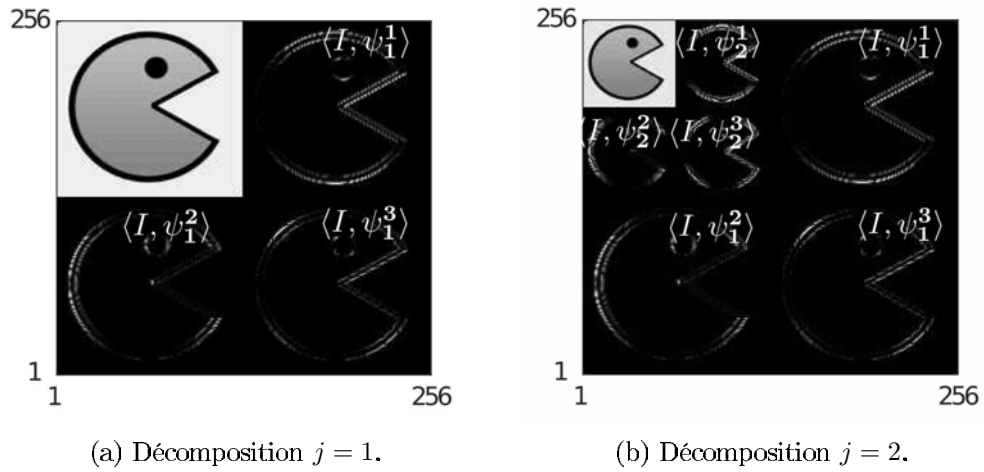 256
⟨I, ψ₁¹⟩
⟨I, ψ₁²⟩
⟨I, ψ₁³⟩
1
1
256
(a) Décomposition j = 1.
256
⟨I, ψ₂¹⟩
⟨I, ψ₁¹⟩
⟨I, ψ₂²⟩
⟨I, ψ₂³⟩
⟨I, ψ₁²⟩
⟨I, ψ₁³⟩
1
1
256
(b) Décomposition j = 2.